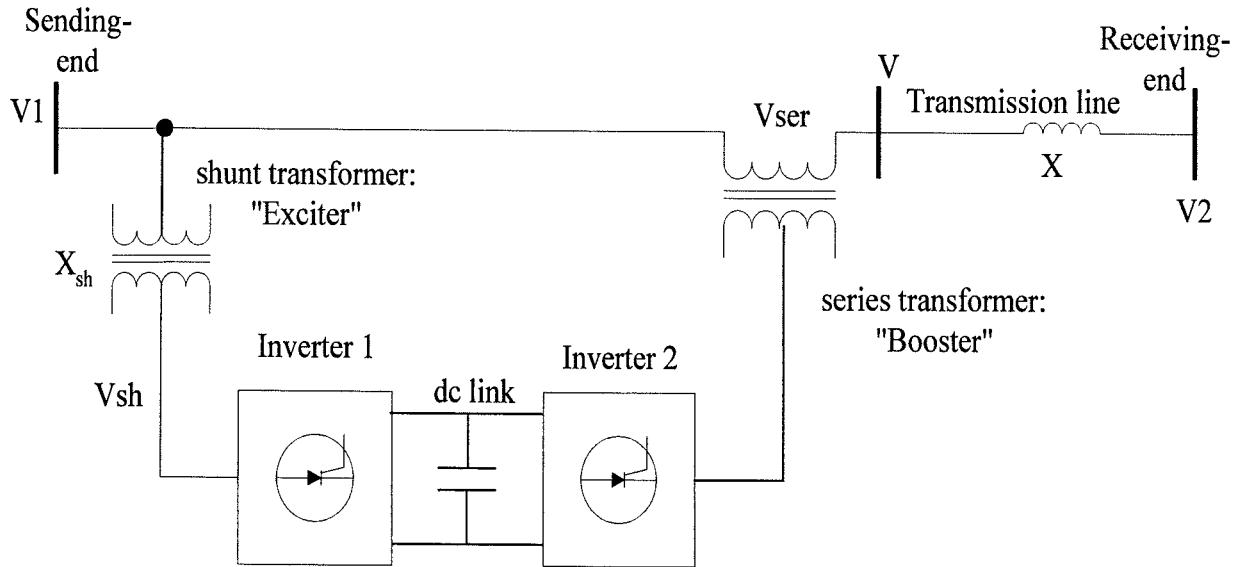 Sending-
end
V1
Receiving-
end
V
Transmission line
Vser
X
V2
shunt transformer:
"Exciter"
Xsh
series transformer:
"Booster"
Inverter 1
Inverter 2
dc link
Vsh